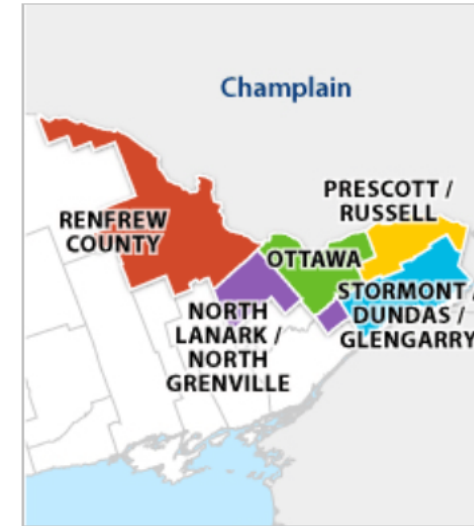 Champlain
PRESCOTT /
RUSSELL
RENFREW
COUNTY
OTTAWA
STORMONT /
DUNDAS /
GLENGARRY
NORTH
LANARK /
NORTH
GRENVILLE